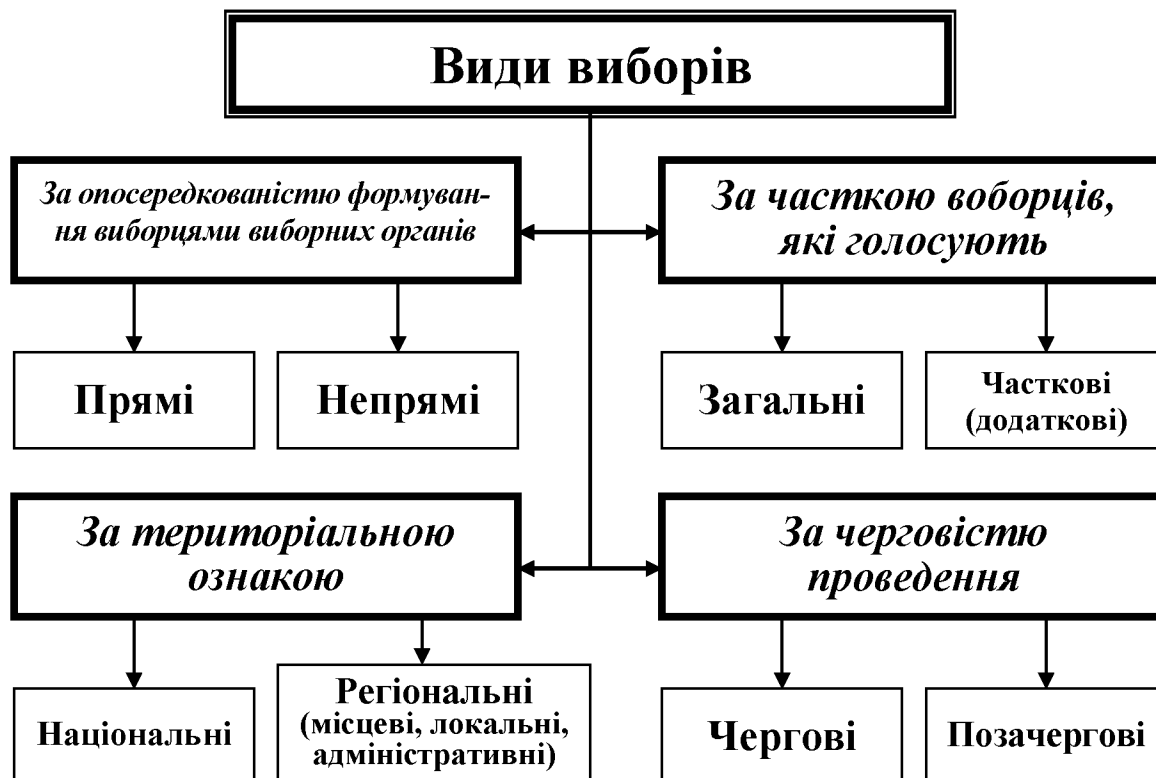 Види виборів
За опосередкованістю формуван-
ня виборцями виборних органів
За часткою воборців,
які голосують
Прямі
Непрямі
Загальні
Часткові
(додаткові)
За територіальною
ознакою
За черговістю
проведення
Національні
Регіональні
(місцеві, локальні,
адміністративні)
Чергові
Позачергові